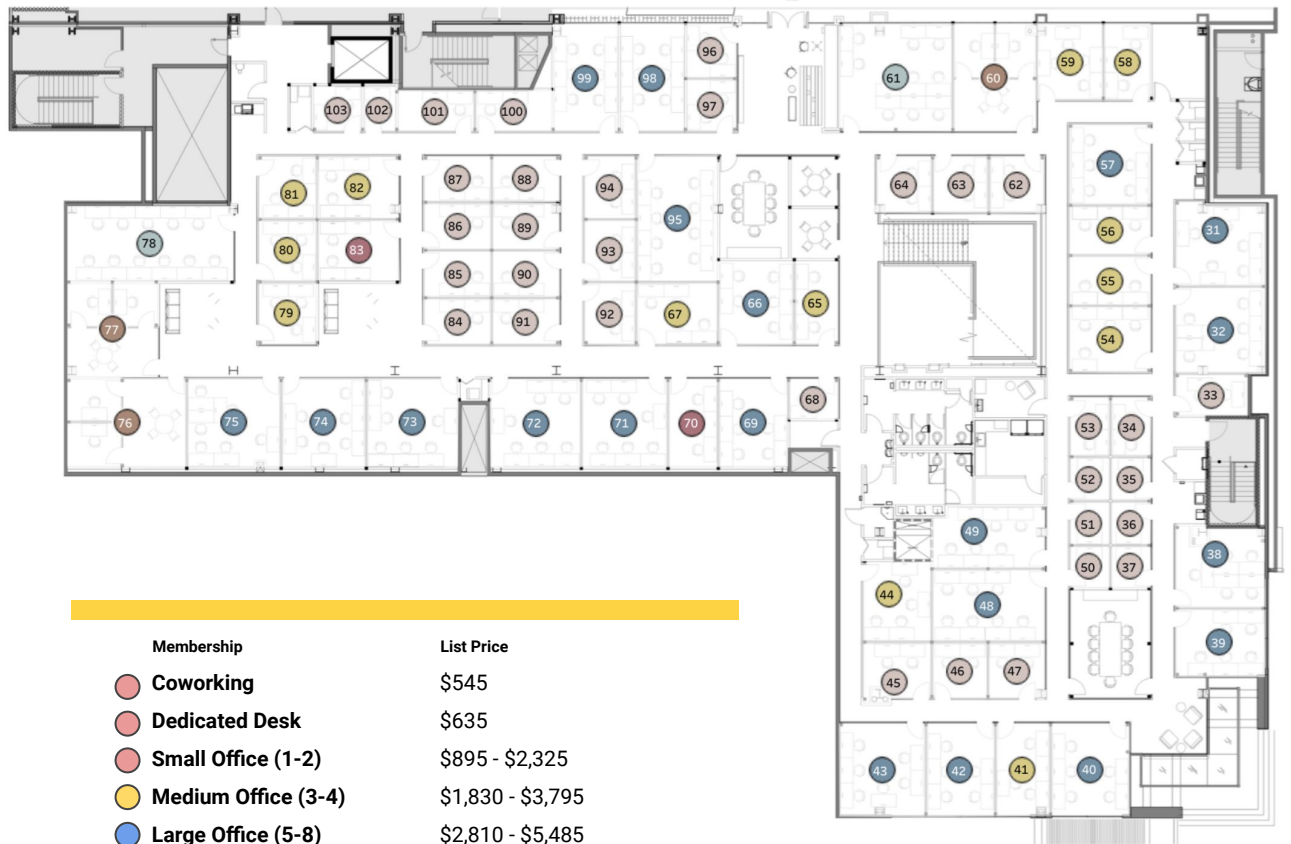 96
99 98
61 60 59 58
97
103 102 101 100
57
87 88
81 82 94
64 63 62
95
86 89
56
31
78 80 83
93
85 90
55
79
84 91 92 67 66 65
77
32
54
33
68
76 75 74 73 72 71 70 69
53 34
52 35
51 36
49
38
50 37
44
48
39
45 46 47
43 42 41 40
Membership List Price
Coworking $545
Dedicated Desk $635
Small Office (1-2) $895 - $2,325
Medium Office (3-4) $1,830 - $3,795
Large Office (5-8) $2,810 - $5,485